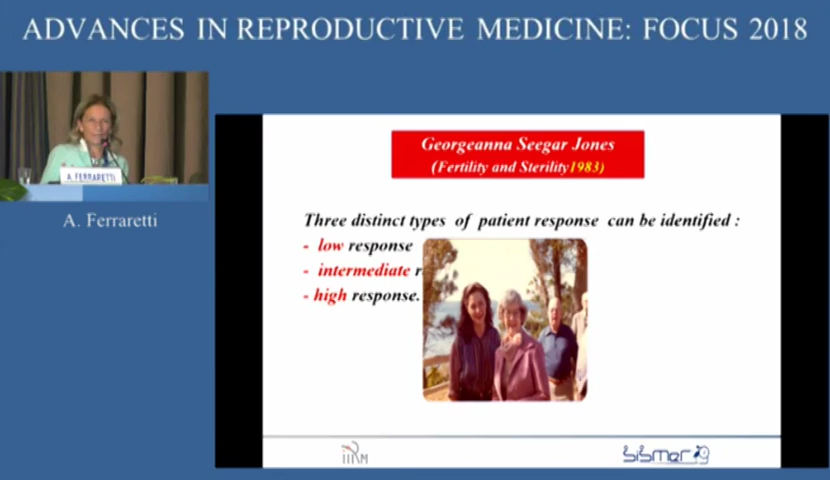 ADVANCES IN REPRODUCTIVE MEDICINE: FOCUS 2018
A. FERRARETTI
A. Ferraretti
Georgeanna Seegar Jones
(Fertility and Sterility1983)
Three distinct types of patient response can be identified :
- low response
- intermediate r
- high response.
sismer